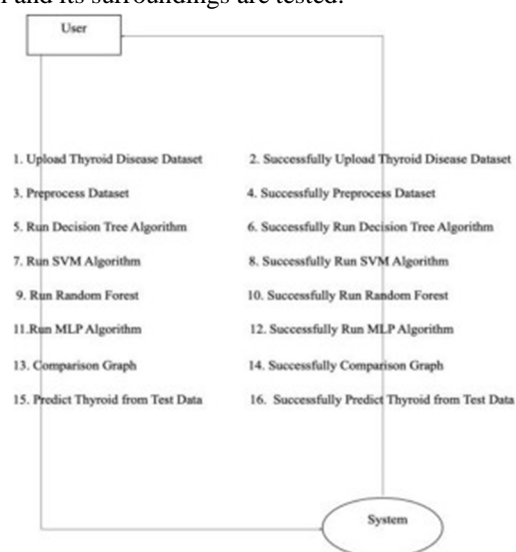 and its surroundings are tested.
User
1. Upload Thyroid Disease Dataset
2. Successfully Upload Thyroid Disease Dataset
3. Preprocess Dataset
4. Successfully Preprocess Dataset
5. Run Decision Tree Algorithm
6. Successfully Run Decision Tree Algorithm
7. Run SVM Algorithm
8. Successfully Run SVM Algorithm
9. Run Random Forest
10. Successfully Run Random Forest
11.Run MLP Algorithm
12. Successfully Run MLP Algorithm
13. Comparison Graph
14. Successfully Comparison Graph
15. Predict Thyroid from Test Data
16. Successfully Predict Thyroid from Test Data
System